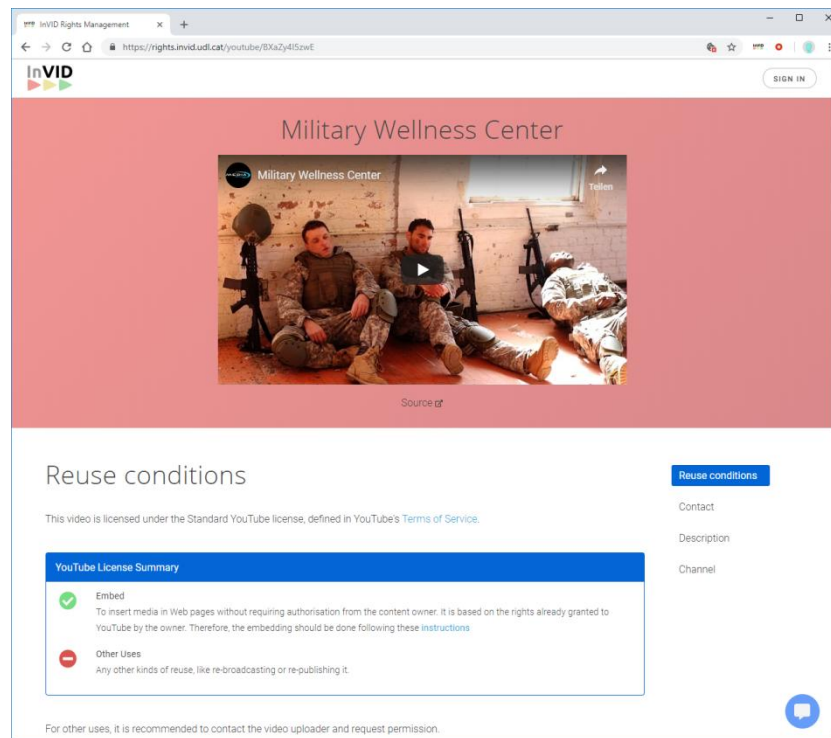 InVID Rights Management
https://rights.invid.udl.cat/youtube/8XaZy4I5zwE
InVID
SIGN IN
Military Wellness Center
Military Wellness Center
Teilen
Source
Reuse conditions
Reuse conditions
This video is licensed under the Standard YouTube license, defined in YouTube's Terms of Service.
Contact
Description
Channel
YouTube License Summary
Embed
To insert media in Web pages without requiring authorisation from the content owner. It is based on the rights already granted to
YouTube by the owner. Therefore, the embedding should be done following these instructions
Other Uses
Any other kinds of reuse, like re-broadcasting or re-publishing it.
For other uses, it is recommended to contact the video uploader and request permission.